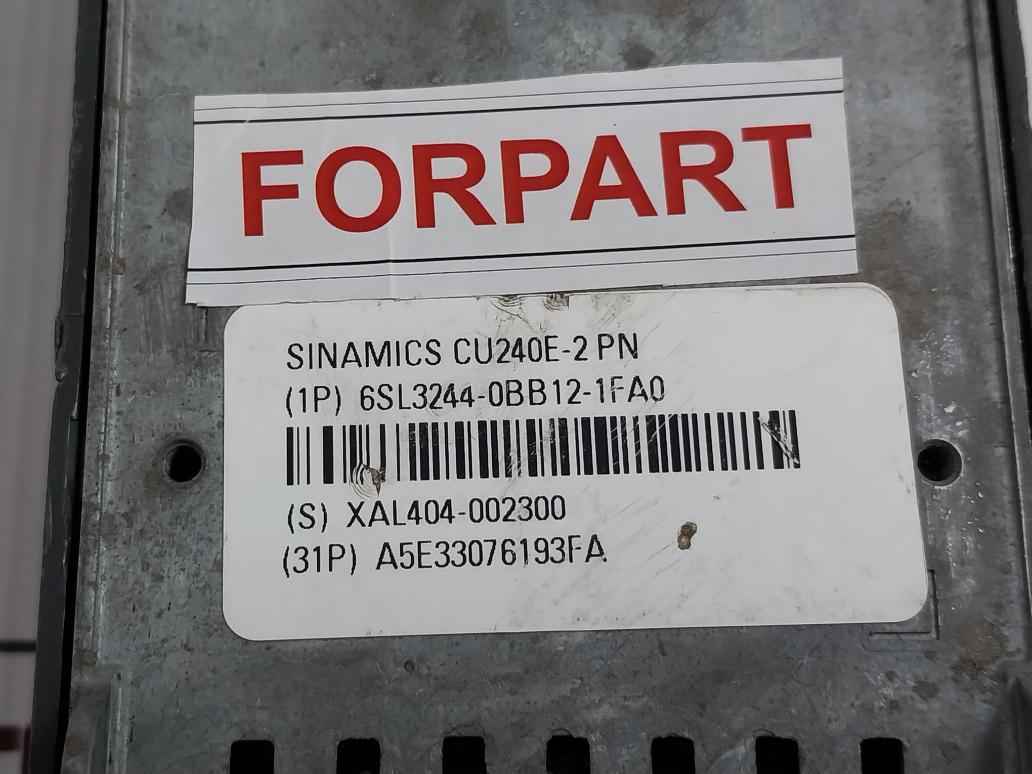 FORPART
SINAMICS CU240E-2 PN
(1P) 6SL3244-0BB12-1FA0
(S) XAL404-002300
(31P) A5E33076193FA